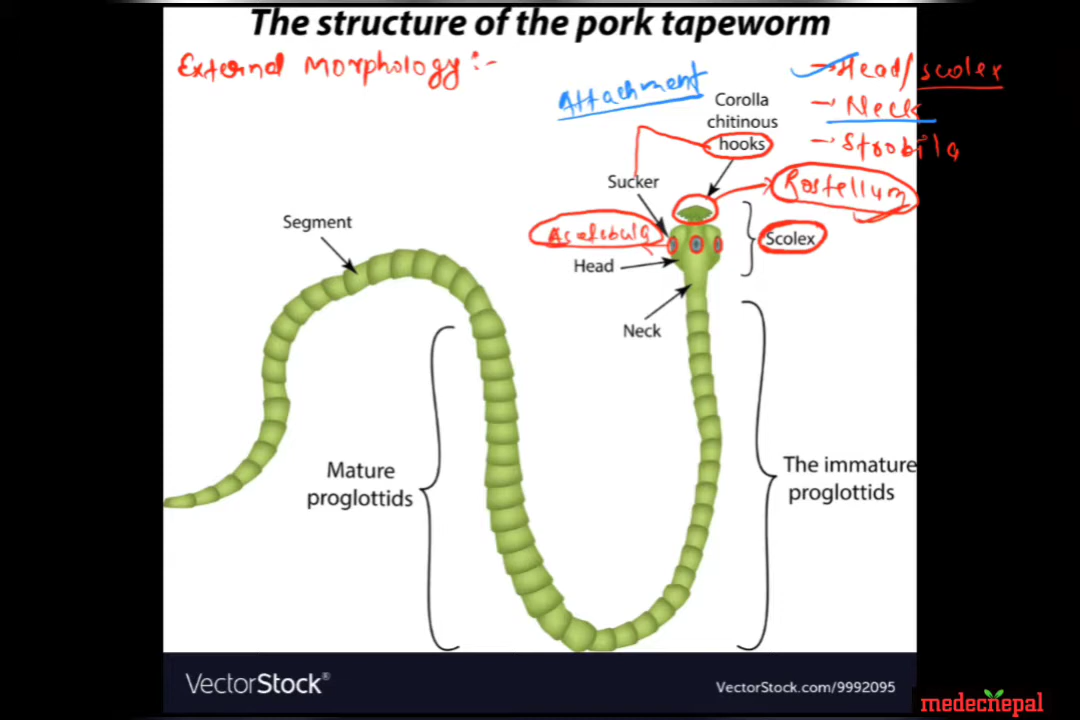 The structure of the pork tapeworm
External Morphology :-
Attachment
→ Head/scolex
→ Neck
→ Strobila
Corolla
chitinous
hooks
Rostellum
Sucker
Segment
Acetabula
Scolex
Head
Neck
Mature
proglottids
The immature
proglottids
VectorStock®
VectorStock.com/9992095
medecnepal